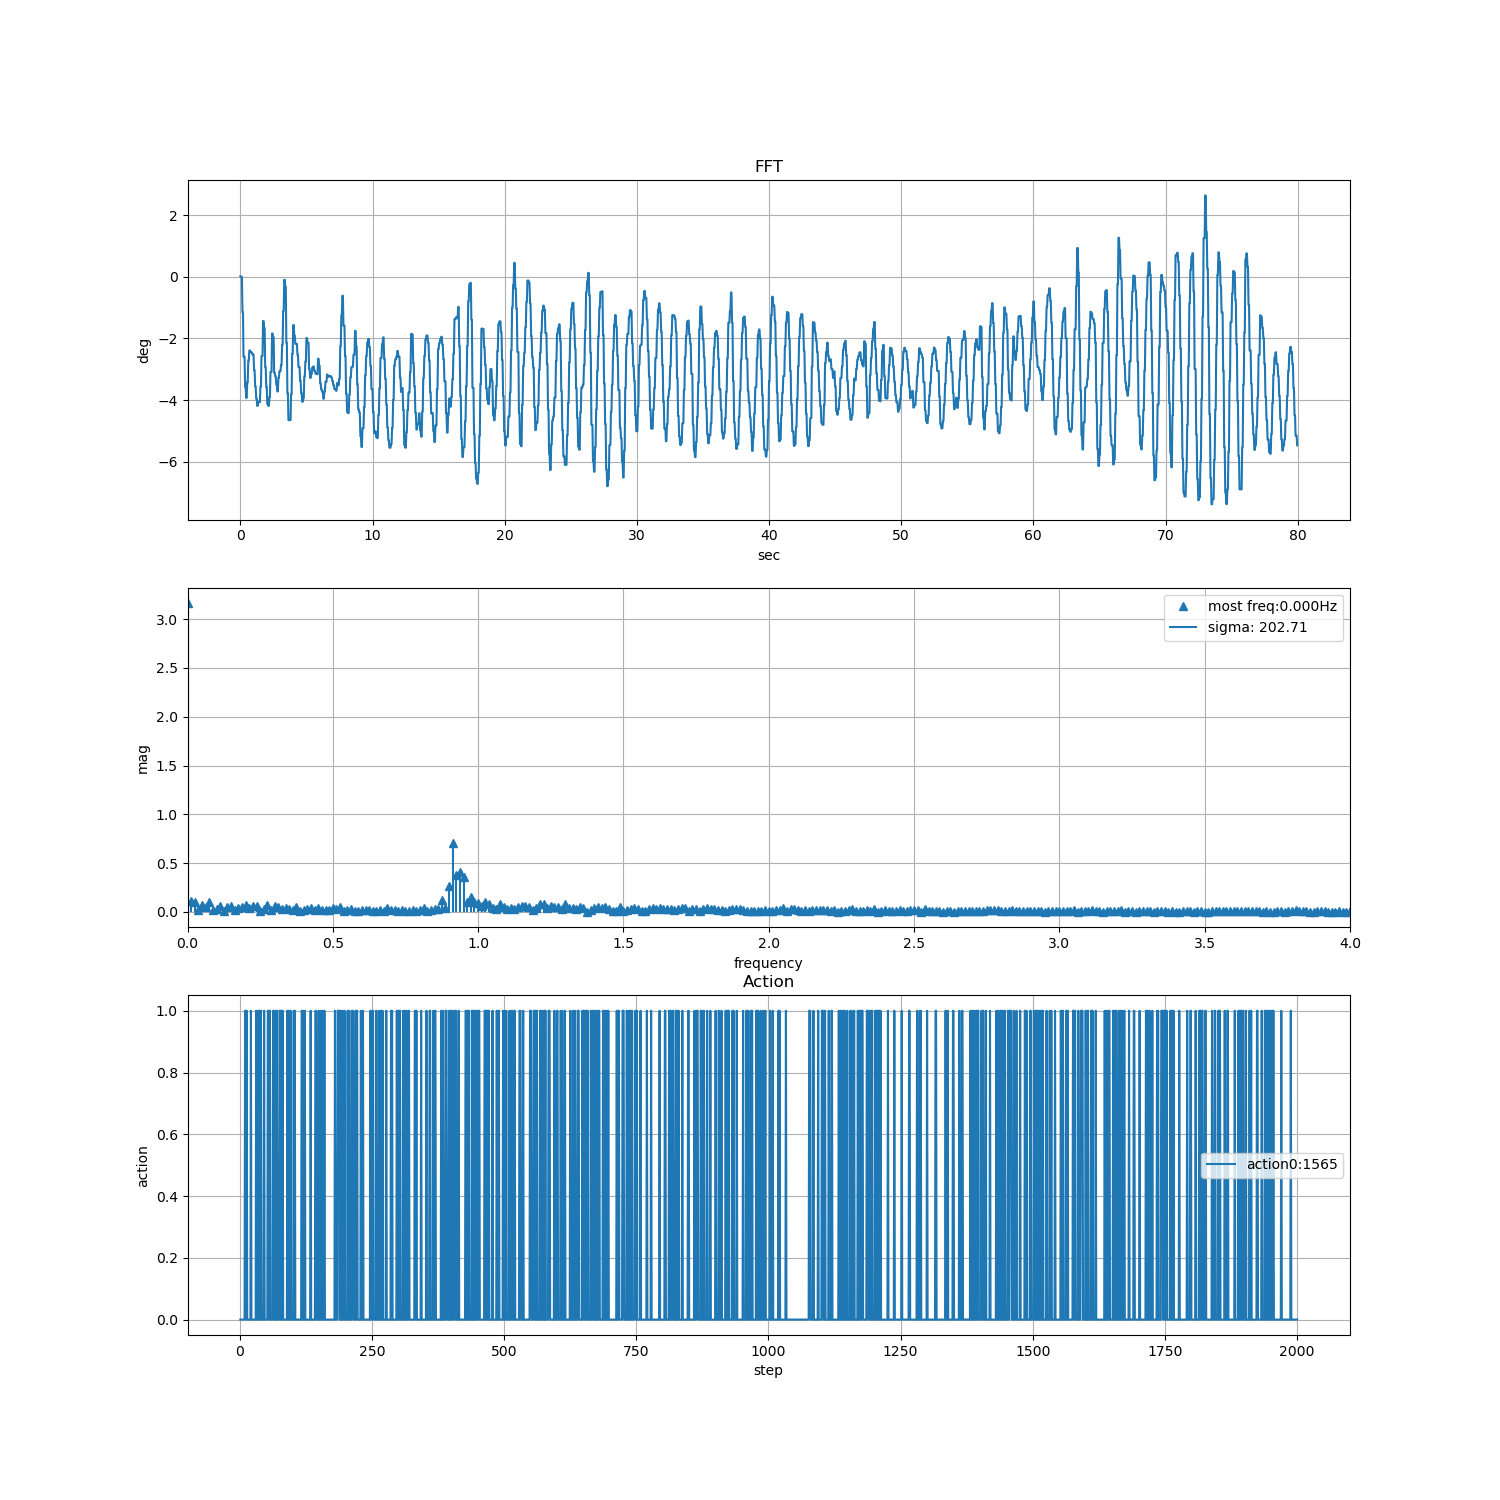 FFT
2
0
−2
−4
−6
deg
0 10 20 30 40 50 60 70 80
sec
most freq:0.000Hz
sigma: 202.71
3.0
2.5
2.0
1.5
1.0
0.5
0.0
mag
0.0 0.5 1.0 1.5 2.0 2.5 3.0 3.5 4.0
frequency
Action
1.0
0.8
0.6
0.4
0.2
0.0
action
action0:1565
0 250 500 750 1000 1250 1500 1750 2000
step